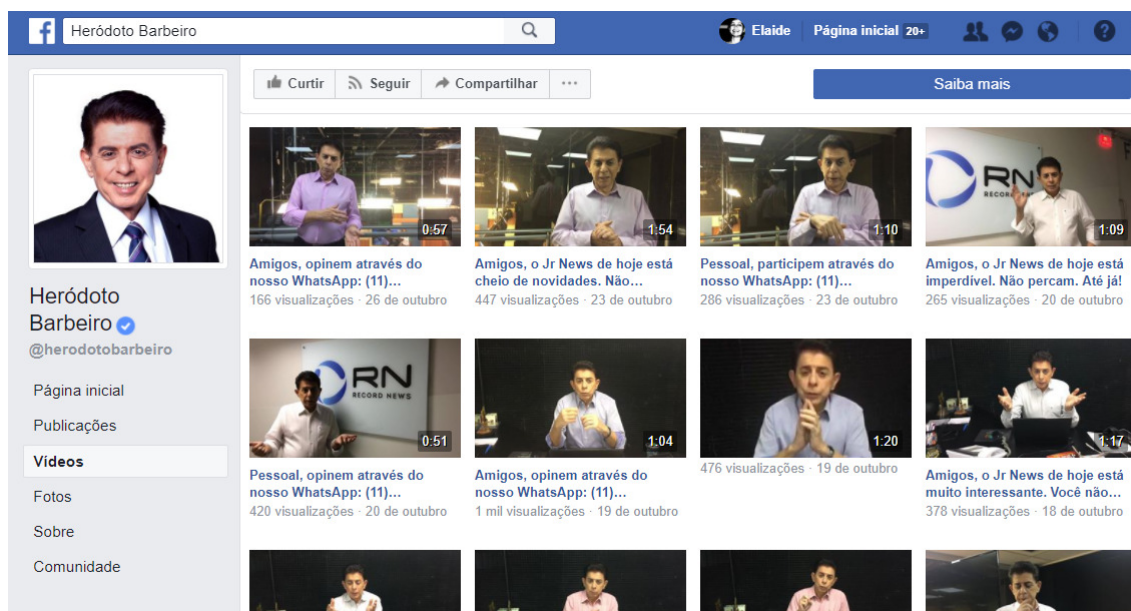 Heródoto Barbeiro
Elaide
Página inicial 20+
Curtir
Seguir
Compartilhar
Saiba mais
Heródoto
Barbeiro
@herodotobarbeiro
Página inicial
Publicações
Vídeos
Fotos
Sobre
Comunidade
0:57
Amigos, opinem através do
nosso WhatsApp: (11)...
166 visualizações · 26 de outubro
1:54
Amigos, o Jr News de hoje está
cheio de novidades. Não...
447 visualizações · 23 de outubro
1:10
Pessoal, participem através do
nosso WhatsApp: (11)...
286 visualizações · 23 de outubro
RN
1:09
Amigos, o Jr News de hoje está
imperdível. Não percam. Até já!
265 visualizações · 20 de outubro
RN
RECORD NEWS
0:51
Pessoal, opinem através do
nosso WhatsApp: (11)...
420 visualizações · 20 de outubro
1:04
Amigos, opinem através do
nosso WhatsApp: (11)...
1 mil visualizações · 19 de outubro
1:20
476 visualizações · 19 de outubro
1:17
Amigos, o Jr News de hoje está
muito interessante. Você não...
378 visualizações · 18 de outubro